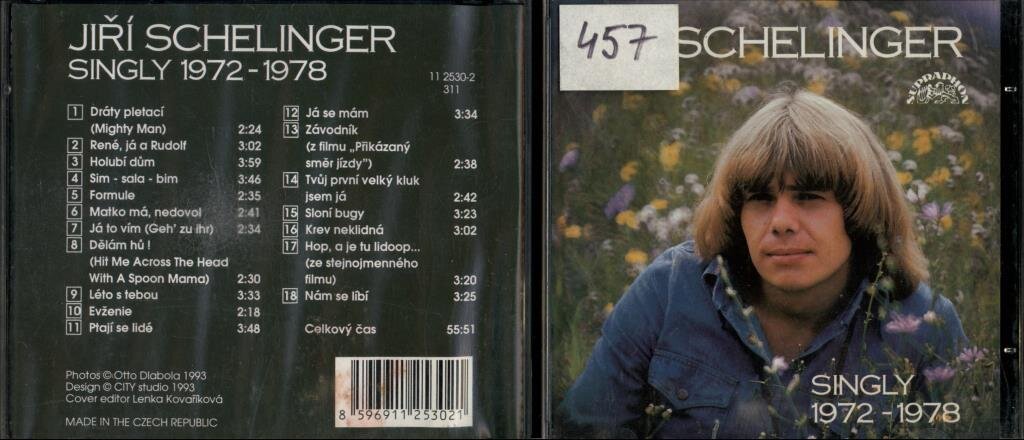 JIŘÍ SCHELINGER
SINGLY 1972 - 1978
11 2530-2
311
1 Dráty pletací
(Mighty Man) 2:24
2 René, já a Rudolf 3:02
3 Holubí dům 3:59
4 Sim - sala - bim 3:46
5 Formule 2:35
6 Matko má, nedovol 2:41
7 Já to vím (Geh' zu ihr) 2:34
8 Dělám hů !
(Hit Me Across The Head
With A Spoon Mama) 2:30
9 Léto s tebou 3:33
10 Evženie 2:18
11 Ptají se lidé 3:48
12 Já se mám 3:34
13 Závodník
(z filmu „Přikázaný
směr jízdy") 2:38
14 Tvůj první velký kluk
jsem já 2:42
15 Sloní bugy 3:23
16 Krev neklidná 3:02
17 Hop, a je tu lidoop...
(ze stejnojmenného
filmu) 3:20
18 Nám se líbí 3:25
Celkový čas 55:51
Photos © Otto Dlabola 1993
Design © CITY studio 1993
Cover editor Lenka Kovaříková
MADE IN THE CZECH REPUBLIC
8 596911 253021
457
SCHELINGER
SUPRAPHON
SINGLY
1972 - 1978